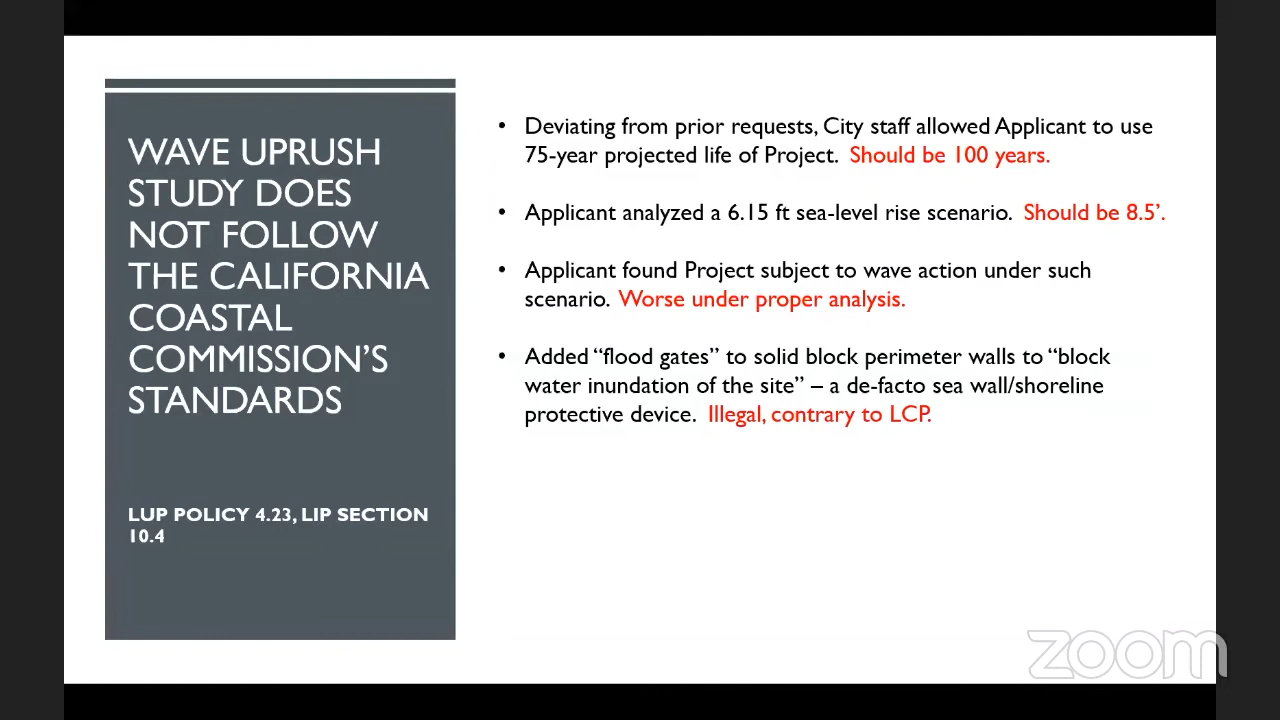 WAVE UPRUSH
STUDY DOES
NOT FOLLOW
THE CALIFORNIA
COASTAL
COMMISSION'S
STANDARDS
LUP POLICY 4.23, LIP SECTION
10.4
• Deviating from prior requests, City staff allowed Applicant to use
75-year projected life of Project. Should be 100 years.
• Applicant analyzed a 6.15 ft sea-level rise scenario. Should be 8.5'.
• Applicant found Project subject to wave action under such
scenario. Worse under proper analysis.
• Added “flood gates” to solid block perimeter walls to “block
water inundation of the site” – a de-facto sea wall/shoreline
protective device. Illegal, contrary to LCP.
zoom